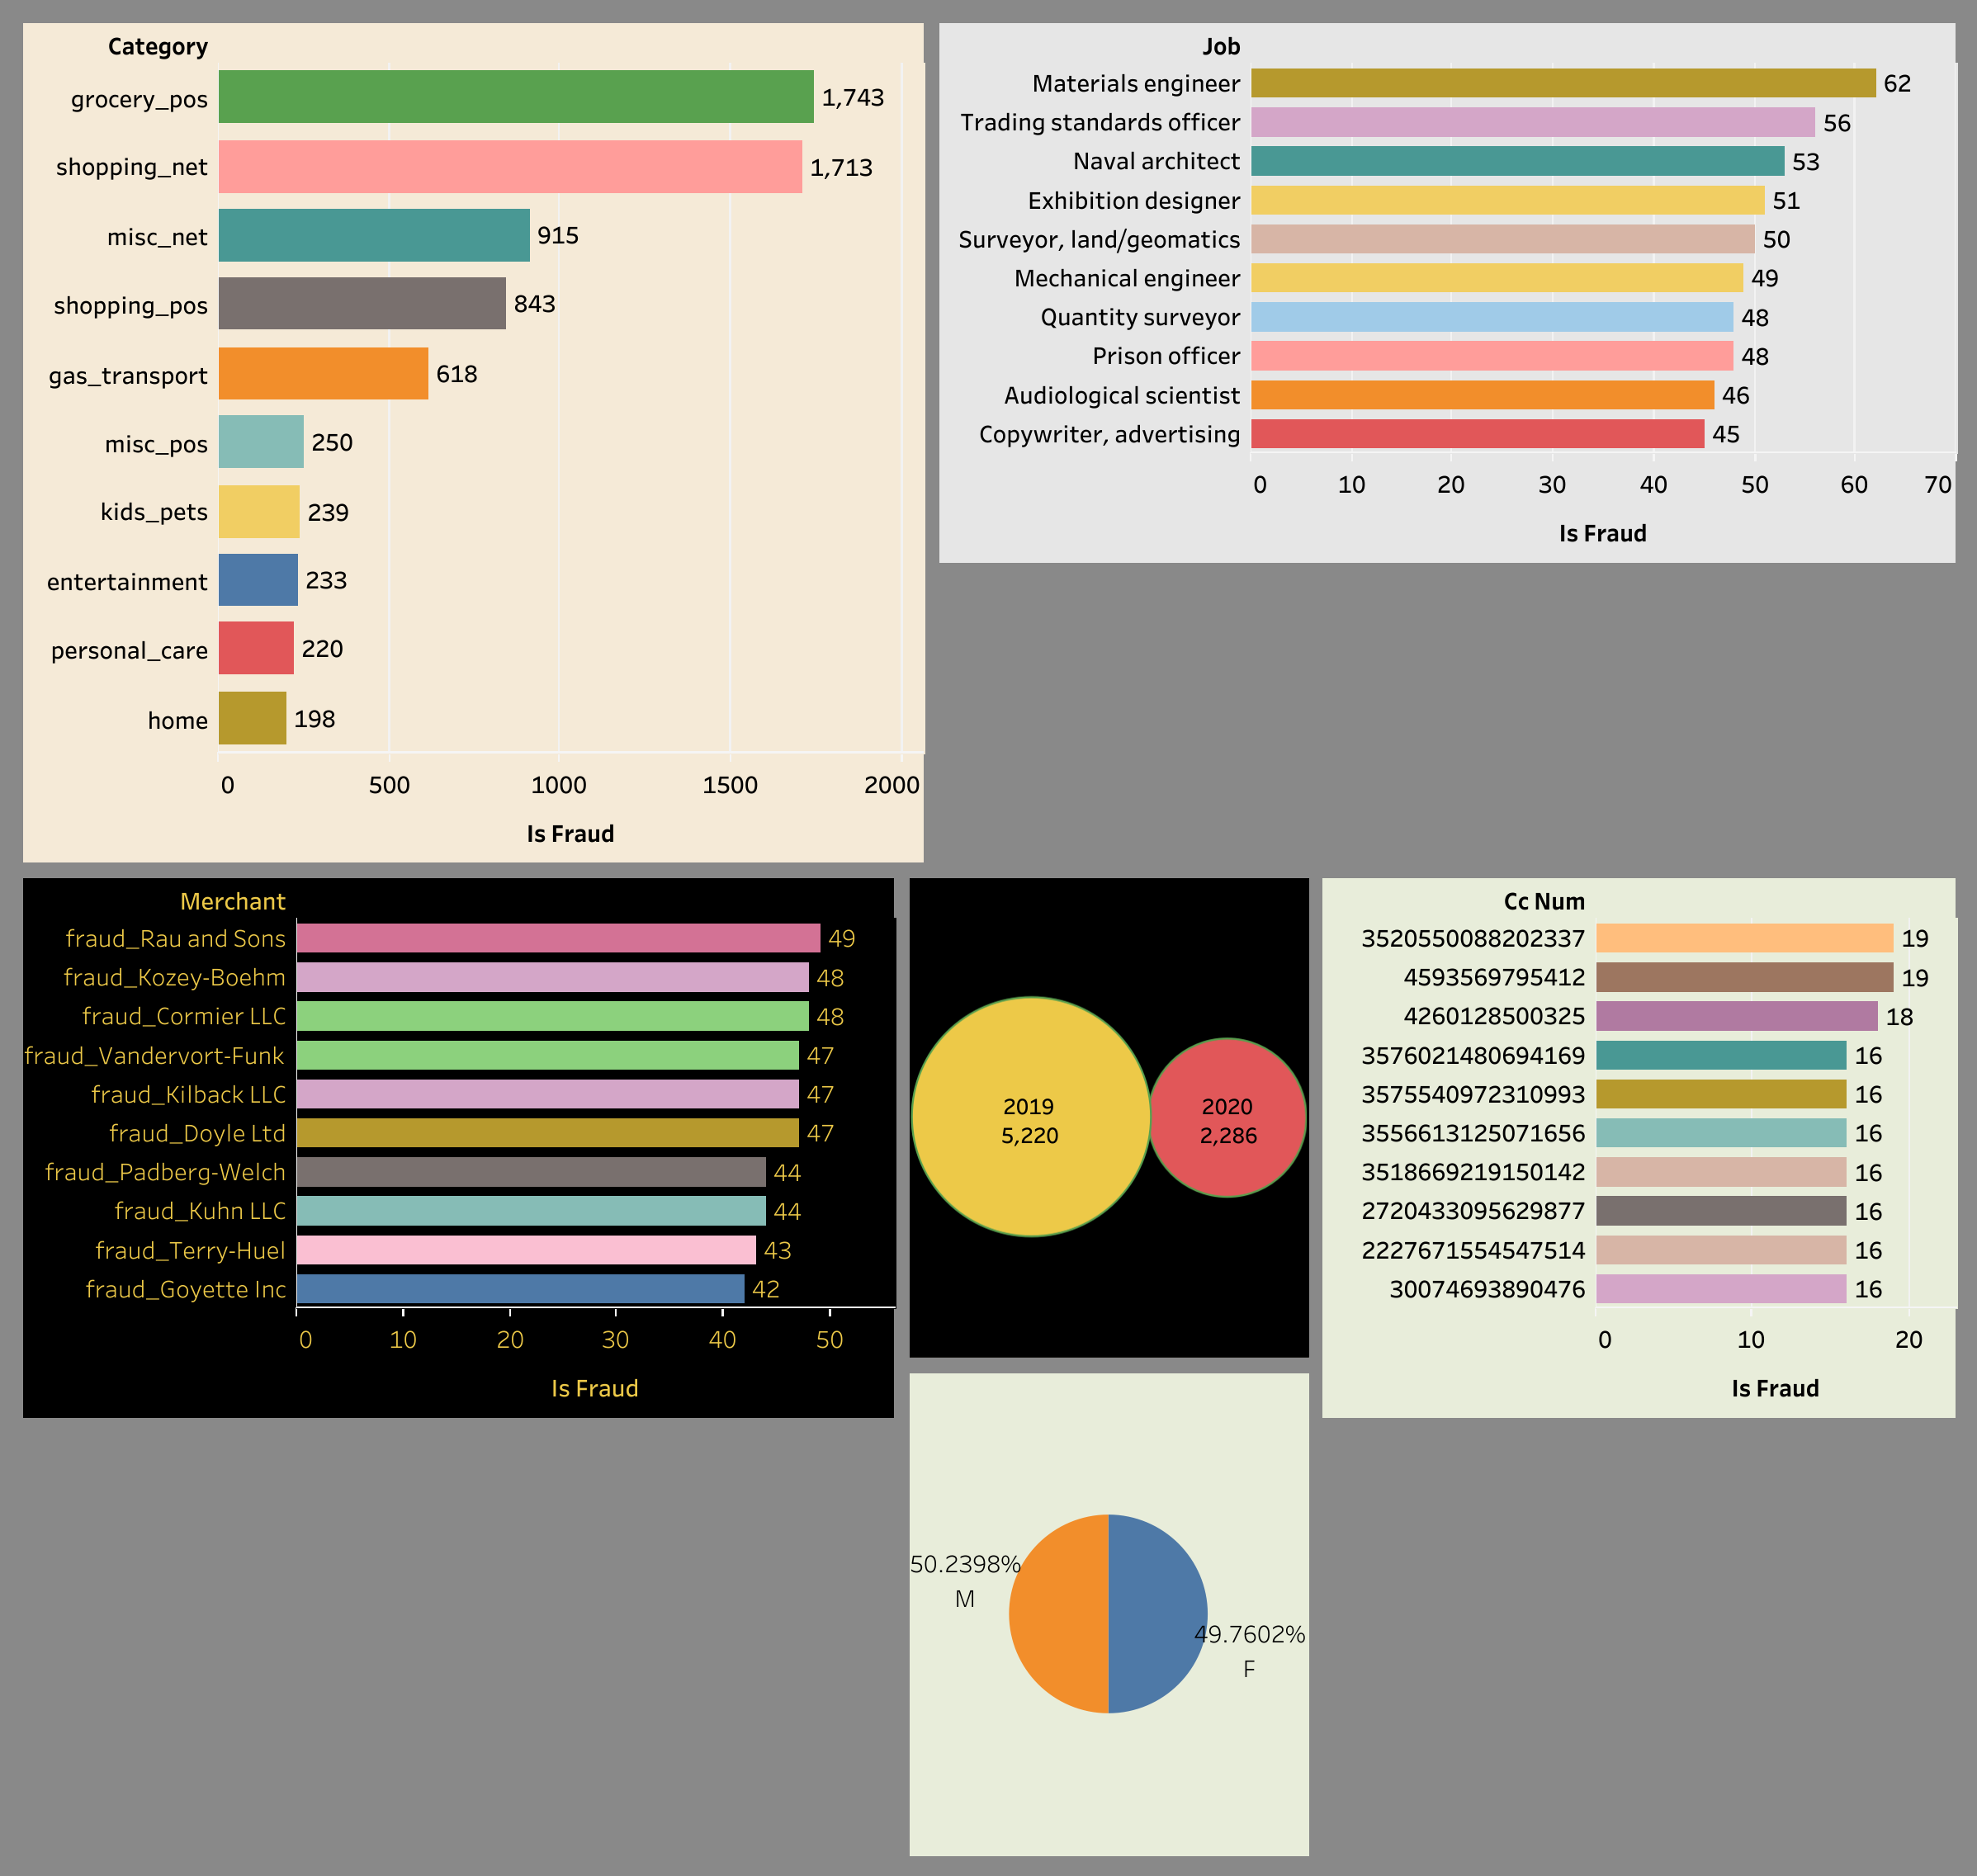 Category
grocery_pos 1,743
shopping_net 1,713
misc_net 915
shopping_pos 843
gas_transport 618
misc_pos 250
kids_pets 239
entertainment 233
personal_care 220
home 198
0 500 1000 1500 2000
Is Fraud
Job
Materials engineer 62
Trading standards officer 56
Naval architect 53
Exhibition designer 51
Surveyor, land/geomatics 50
Mechanical engineer 49
Quantity surveyor 48
Prison officer 48
Audiological scientist 46
Copywriter, advertising 45
0 10 20 30 40 50 60 70
Is Fraud
Merchant
fraud_Rau and Sons 49
fraud_Kozey-Boehm 48
fraud_Cormier LLC 48
fraud_Vandervort-Funk 47
fraud_Kilback LLC 47
fraud_Doyle Ltd 47
fraud_Padberg-Welch 44
fraud_Kuhn LLC 44
fraud_Terry-Huel 43
fraud_Goyette Inc 42
0 10 20 30 40 50
Is Fraud
2019
5,220
2020
2,286
Cc Num
3520550088202337 19
4593569795412 19
4260128500325 18
3576021480694169 16
3575540972310993 16
3556613125071656 16
3518669219150142 16
2720433095629877 16
2227671554547514 16
30074693890476 16
0 10 20
Is Fraud
50.2398%
M
49.7602%
F